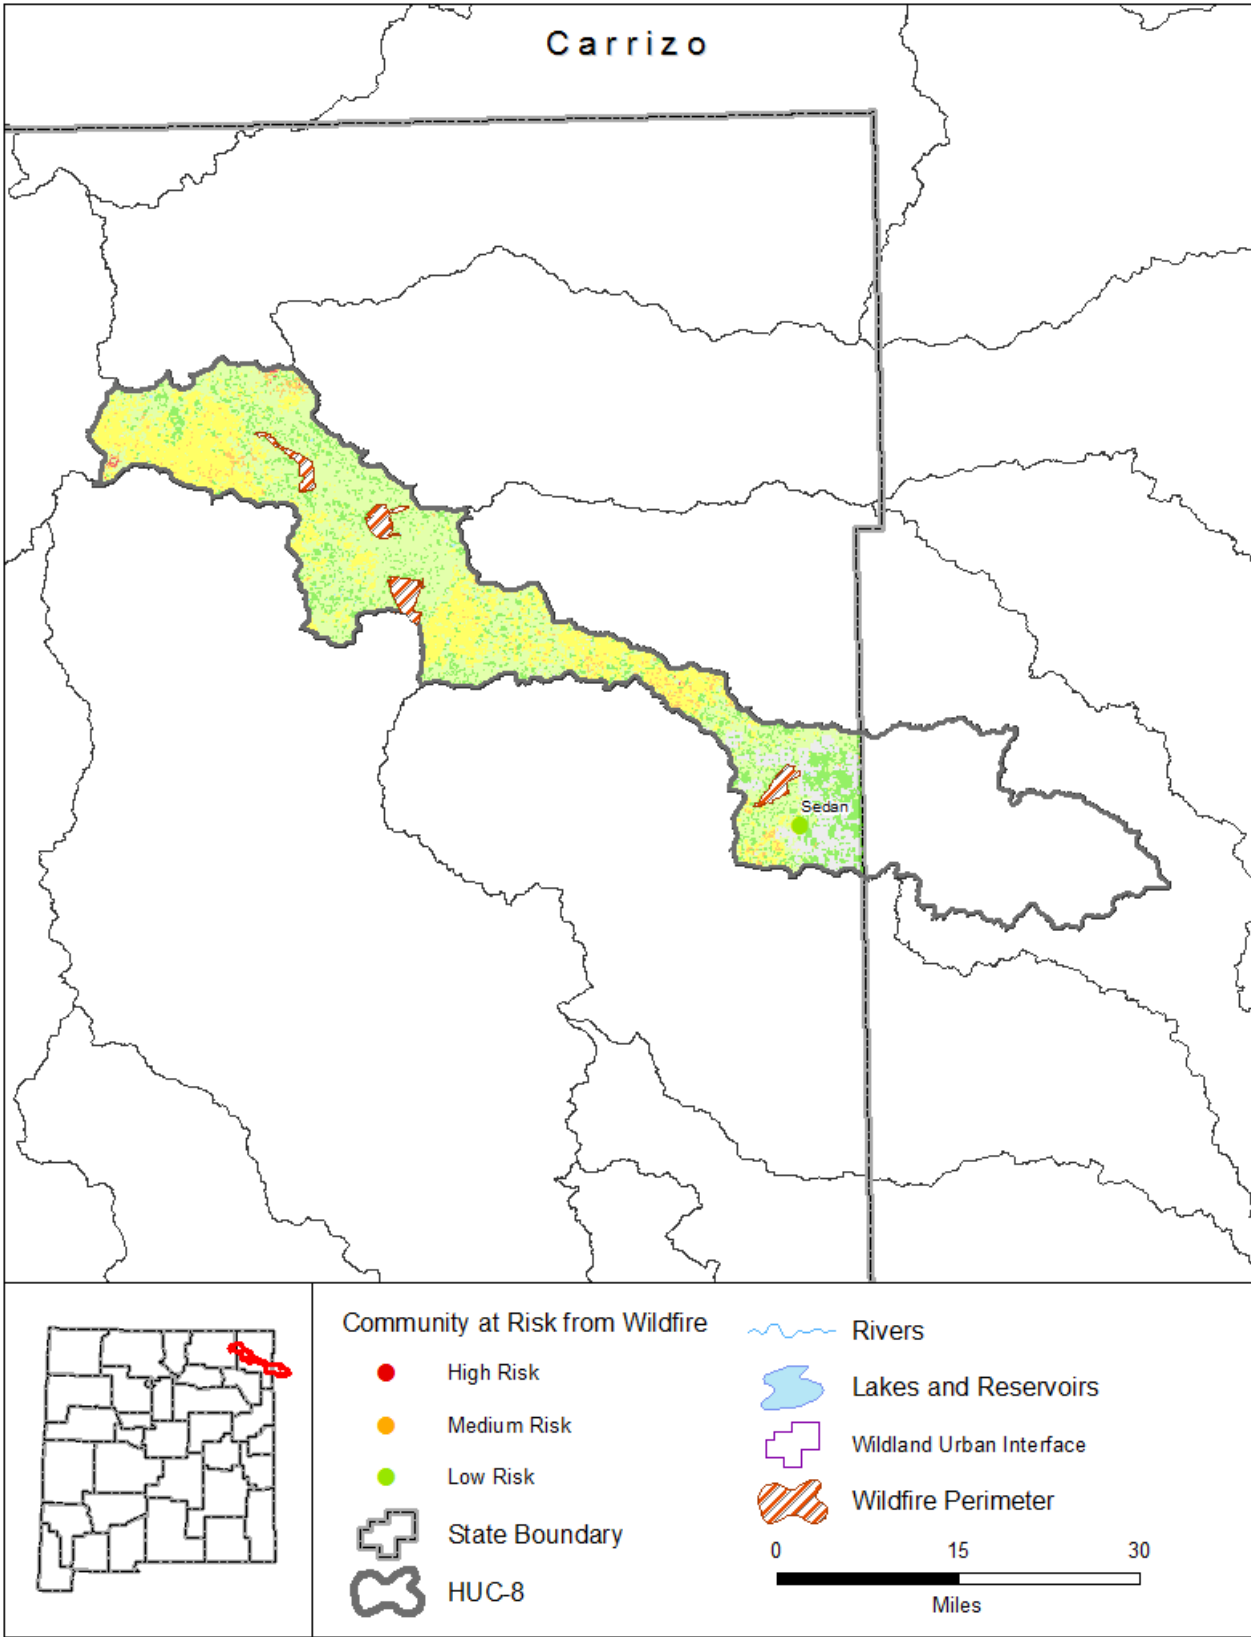 Carrizo
Sedan
Community at Risk from Wildfire
High Risk
Medium Risk
Low Risk
State Boundary
HUC-8
Rivers
Lakes and Reservoirs
Wildland Urban Interface
Wildfire Perimeter
0 15 30
Miles